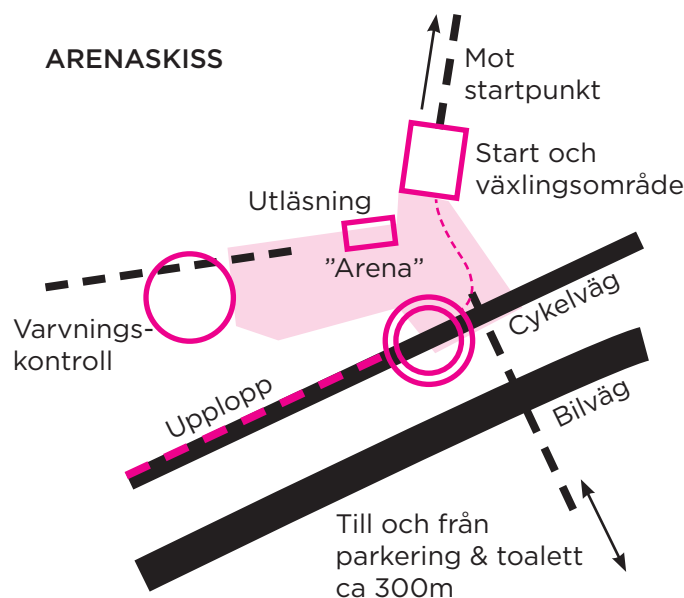 ARENASKISS
Mot
startpunkt
Start och
växlingsområde
Utläsning
”Arena”
Varvnings-
kontroll
Cykelväg
Upplopp
Bilväg
Till och från
parkering & toalett
ca 300m